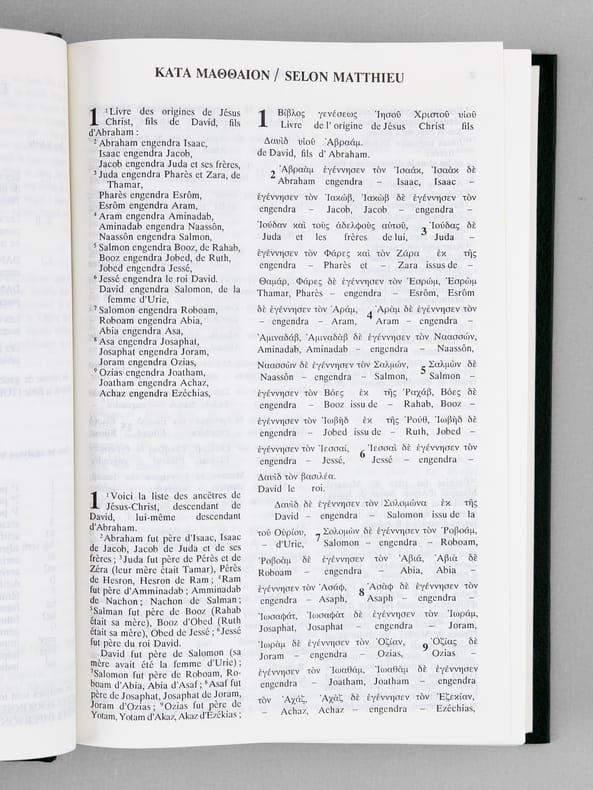 ΚΑΤΑ ΜΑΘΘΑΙΟΝ / SELON MATTHIEU
1 ¹Livre des origines de Jésus
Christ, fils de David, fils
d'Abraham :
² Abraham engendra Isaac,
Isaac engendra Jacob,
Jacob engendra Juda et ses frères,
³ Juda engendra Pharès et Zara, de
Thamar,
Pharès engendra Esrôm,
Esrôm engendra Aram,
⁴ Aram engendra Aminadab,
Aminadab engendra Naassôn,
Naassôn engendra Salmon,
⁵ Salmon engendra Booz, de Rahab,
Booz engendra Jobed, de Ruth,
Jobed engendra Jessé,
⁶ Jessé engendra le roi David.
David engendra Salomon, de la
femme d'Urie,
⁷ Salomon engendra Roboam,
Roboam engendra Abia,
Abia engendra Asa,
⁸ Asa engendra Josaphat,
Josaphat engendra Joram,
Joram engendra Ozias,
⁹ Ozias engendra Joatham,
Joatham engendra Achaz,
Achaz engendra Ezéchias,
1 ¹Voici la liste des ancêtres de
Jésus-Christ, descendant de
David, lui-même descendant
d'Abraham.
²Abraham fut père d'Isaac, Isaac
de Jacob, Jacob de Juda et de ses
frères ; ³Juda fut père de Pérès et de
Zéra (leur mère était Tamar), Pérès
de Hesron, Hesron de Ram ; ⁴Ram
fut père d'Amminadab ; Amminadab
de Nachon ; Nachon de Salman ;
⁵Salman fut père de Booz (Rahab
était sa mère), Booz d'Obed (Ruth
était sa mère), Obed de Jessé ; ⁶Jessé
fut père du roi David.
David fut père de Salomon (sa
mère avait été la femme d'Urie) ;
⁷Salomon fut père de Roboam, Ro-
boam d'Abia, Abia d'Asaf ; ⁸Asaf fut
père de Josaphat, Josaphat de Joram,
Joram d'Ozias ; ⁹Ozias fut père de
Yotam, Yotam d'Akaz, Akaz d'Ézékias ;
1 Βίβλος γενέσεως Ἰησοῦ Χριστοῦ υἱοῦ
Livre de l'origine de Jésus Christ fils
Δαυὶδ υἱοῦ Ἀβραάμ.
de David, fils d'Abraham.
2 Ἀβραὰμ ἐγέννησεν τὸν Ἰσαάκ, Ἰσαὰκ δὲ
Abraham engendra – Isaac, Isaac –
ἐγέννησεν τὸν Ἰακώβ, Ἰακὼβ δὲ ἐγέννησεν τὸν
engendra – Jacob, Jacob – engendra –
Ἰούδαν καὶ τοὺς ἀδελφοὺς αὐτοῦ, 3 Ἰούδας δὲ
Juda et les frères de lui, Juda –
ἐγέννησεν τὸν Φάρες καὶ τὸν Ζάρα ἐκ τῆς
engendra – Pharès et – Zara issus de –
Θαμάρ, Φάρες δὲ ἐγέννησεν τὸν Ἑσρώμ, Ἑσρὼμ
Thamar, Pharès – engendra – Esrôm, Esrôm
δὲ ἐγέννησεν τὸν Ἀράμ, 4 Ἀρὰμ δὲ ἐγέννησεν τὸν
– engendra – Aram, Aram – engendra –
Ἀμιναδάβ, Ἀμιναδὰβ δὲ ἐγέννησεν τὸν Ναασσών,
Aminadab, Aminadab – engendra – Naassôn,
Ναασσὼν δὲ ἐγέννησεν τὸν Σαλμών, 5 Σαλμὼν δὲ
Naassôn – engendra – Salmon, Salmon –
ἐγέννησεν τὸν Βόες ἐκ τῆς Ῥαχάβ, Βόες δὲ
engendra – Booz issu de – Rahab, Booz –
ἐγέννησεν τὸν Ἰωβὴδ ἐκ τῆς Ῥούθ, Ἰωβὴδ δὲ
engendra – Jobed issu de – Ruth, Jobed –
ἐγέννησεν τὸν Ἰεσσαί, 6 Ἰεσσαὶ δὲ ἐγέννησεν τὸν
engendra – Jessé, Jessé – engendra –
Δαυὶδ τὸν βασιλέα.
David le roi.
Δαυὶδ δὲ ἐγέννησεν τὸν Σολομῶνα ἐκ τῆς
David – engendra – Salomon issu de la
τοῦ Οὐρίου, 7 Σολομὼν δὲ ἐγέννησεν τὸν Ῥοβοάμ,
– d'Urie, Salomon – engendra – Roboam,
Ῥοβοὰμ δὲ ἐγέννησεν τὸν Ἀβιά, Ἀβιὰ δὲ
Roboam – engendra – Abia, Abia –
ἐγέννησεν τὸν Ἀσάφ, 8 Ἀσὰφ δὲ ἐγέννησεν τὸν
engendra – Asaph, Asaph – engendra –
Ἰωσαφάτ, Ἰωσαφὰτ δὲ ἐγέννησεν τὸν Ἰωράμ,
Josaphat, Josaphat – engendra – Joram,
Ἰωρὰμ δὲ ἐγέννησεν τὸν Ὀζίαν, 9 Ὀζίας δὲ
Joram – engendra – Ozias, Ozias –
ἐγέννησεν τὸν Ἰωαθάμ, Ἰωαθὰμ δὲ ἐγέννησεν
engendra – Joatham, Joatham – engendra
τὸν Ἀχάζ, Ἀχὰζ δὲ ἐγέννησεν τὸν Ἑζεκίαν,
– Achaz, Achaz – engendra – Ezéchias,